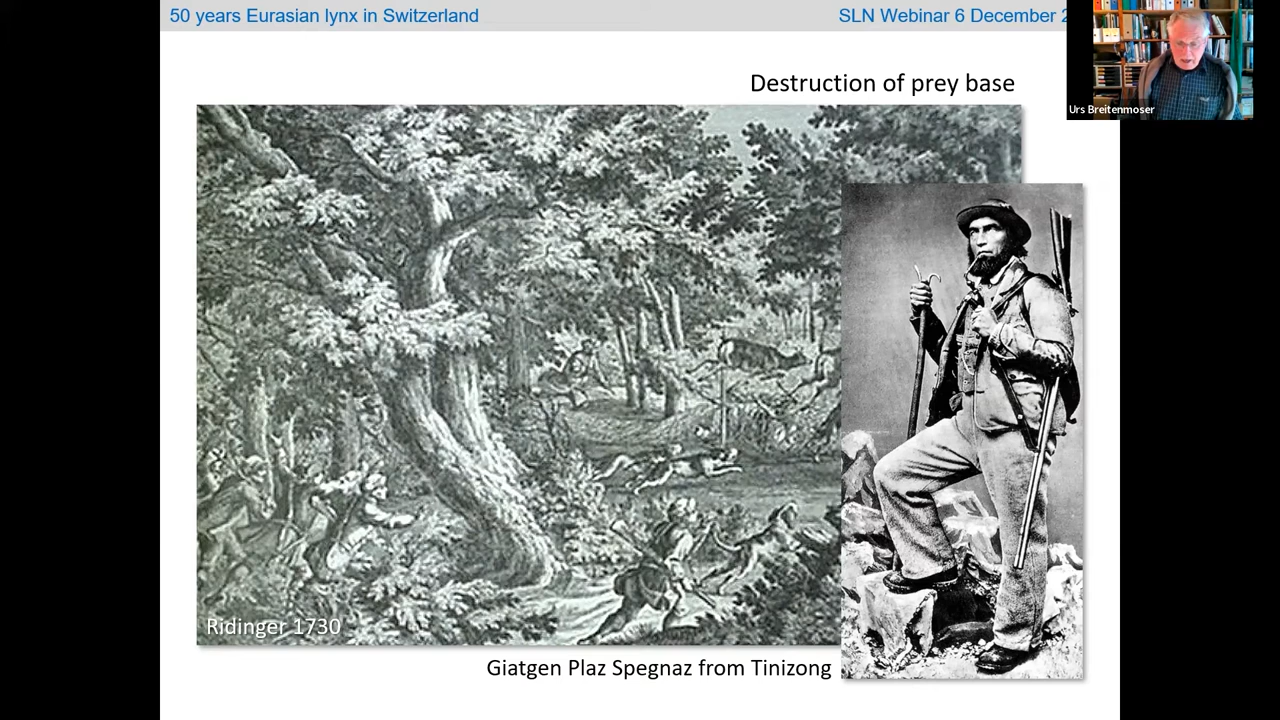 50 years Eurasian lynx in Switzerland
SLN Webinar 6 December
Urs Breitenmoser
Destruction of prey base
Ridinger 1730
Giatgen Plaz Spegnaz from Tinizong